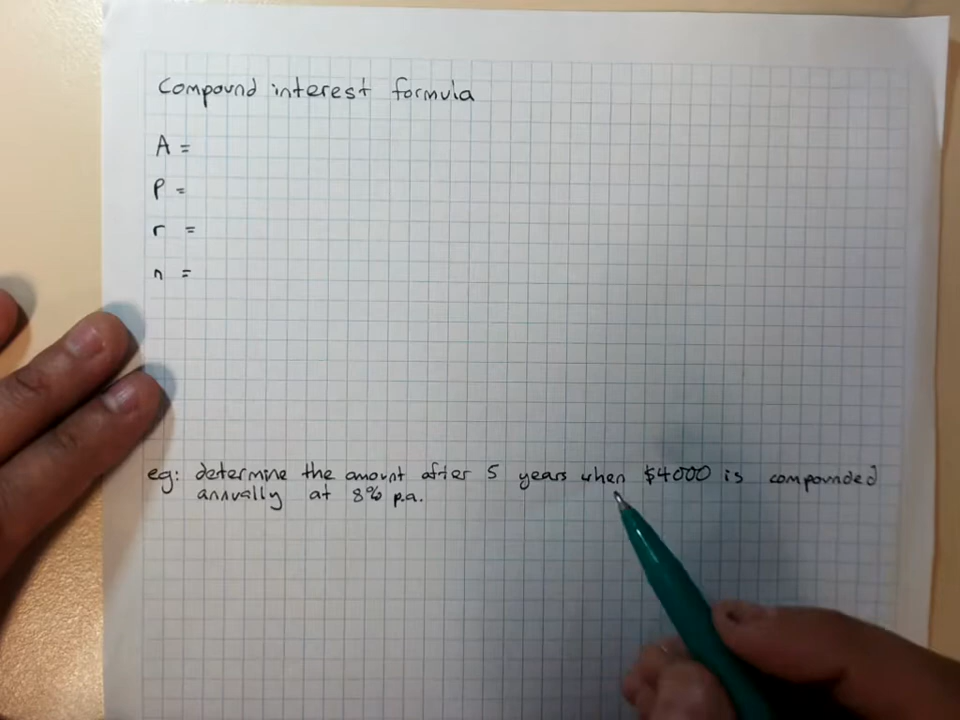 Compound interest formula
A =
P =
r =
n =
eg: determine the amount after 5 years when $4000 is compounded
annually at 8% p.a.